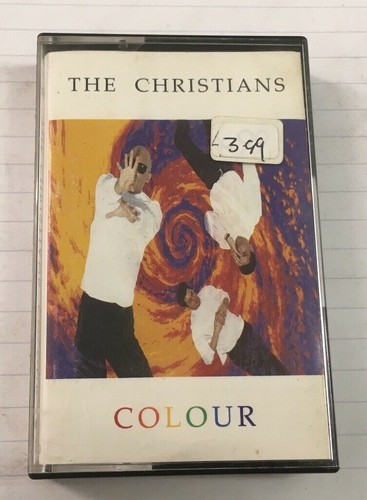 THE CHRISTIANS
£3.99
COLOUR